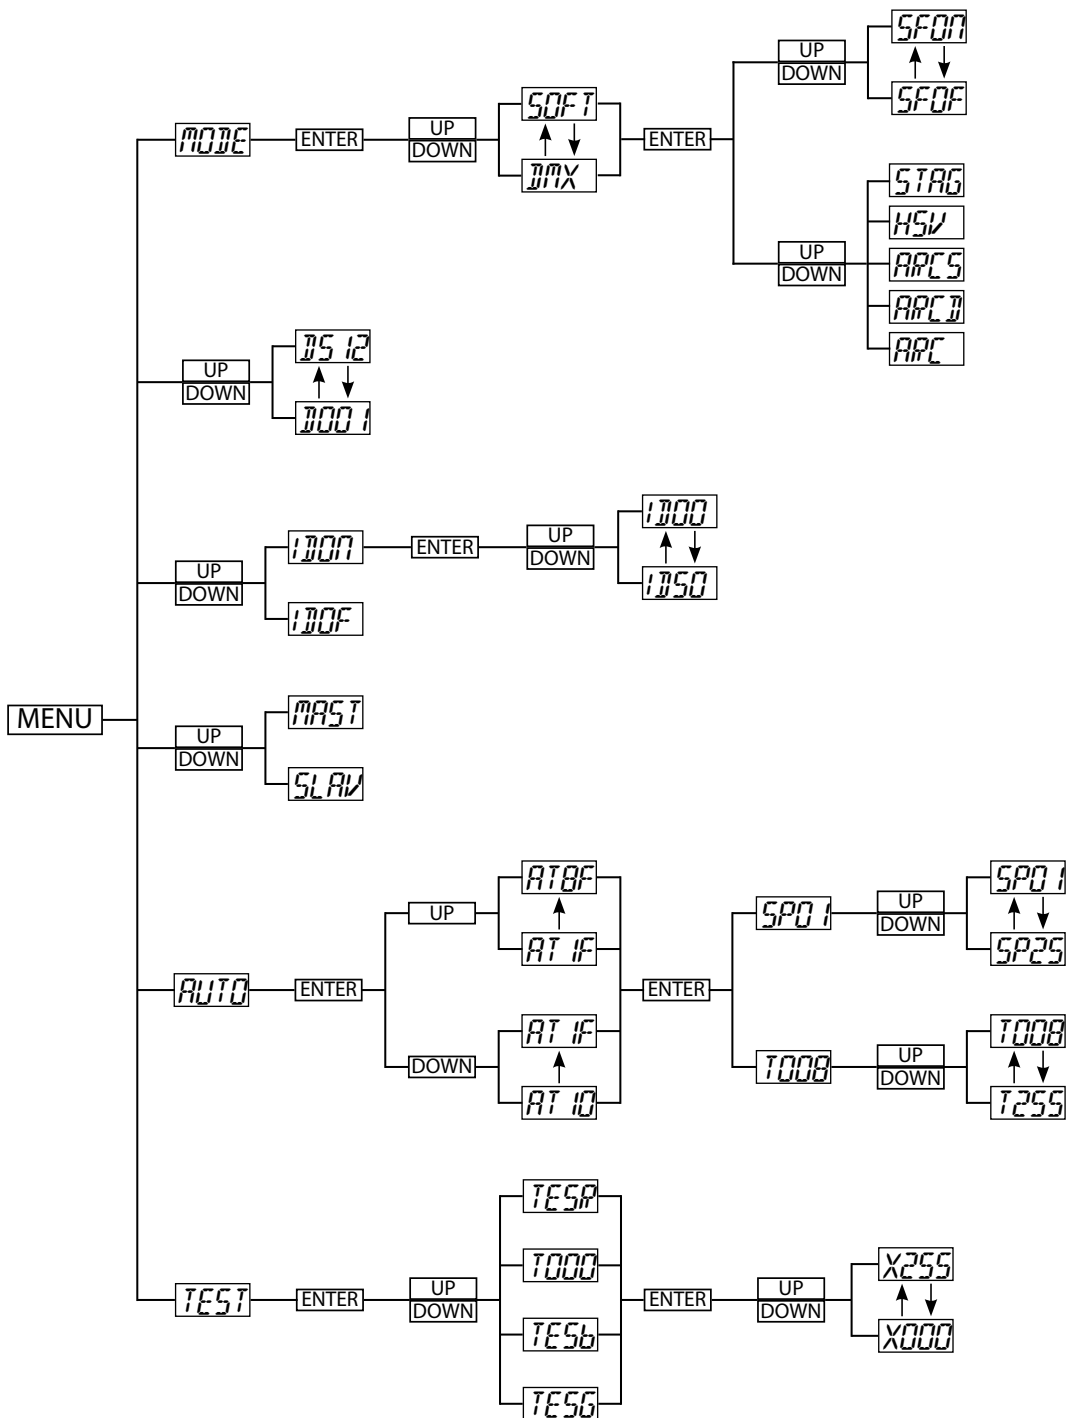 UP
DOWN
SFON
SFOF
MODE
ENTER
UP
DOWN
SOFT
DMX
ENTER
UP
DOWN
STAG
HSV
ARCS
ARCD
ARC
UP
DOWN
D512
D001
UP
DOWN
IDON
IDOF
ENTER
UP
DOWN
ID00
ID50
MENU
UP
DOWN
MAST
SLAV
AUTO
ENTER
UP
AT8F
AT1F
DOWN
AT1F
AT10
ENTER
SP01
UP
DOWN
SP01
SP25
T008
UP
DOWN
T008
T255
TEST
ENTER
UP
DOWN
TESR
T000
TESb
TESG
ENTER
UP
DOWN
X255
X000